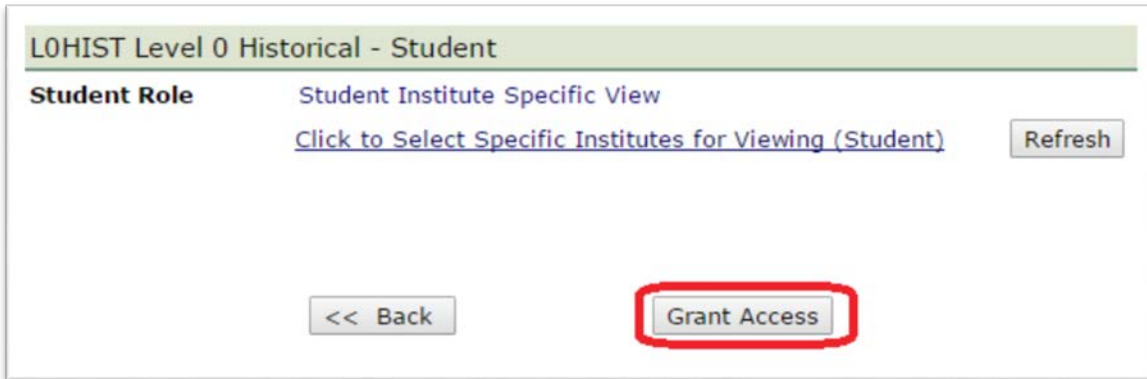 L0HIST Level 0 Historical - Student
Student Role Student Institute Specific View
Click to Select Specific Institutes for Viewing (Student) Refresh
<< Back Grant Access